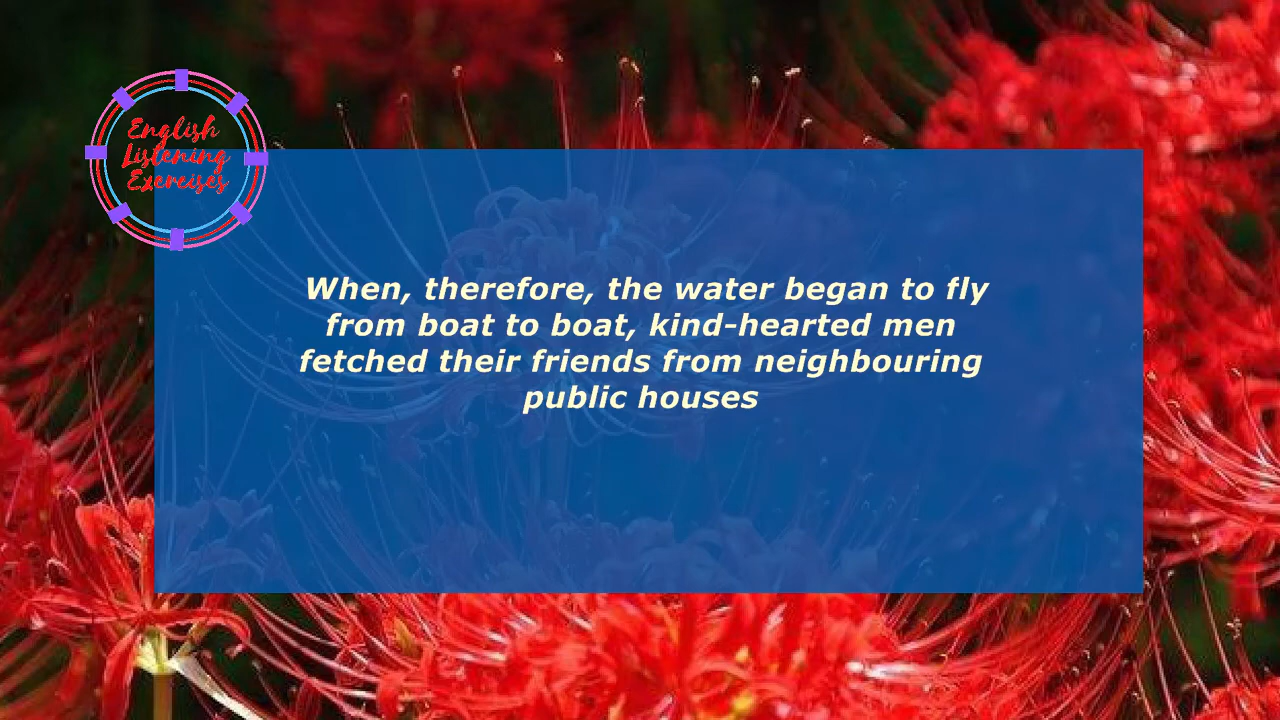 English
Listening
Exercises
When, therefore, the water began to fly
from boat to boat, kind-hearted men
fetched their friends from neighbouring
public houses